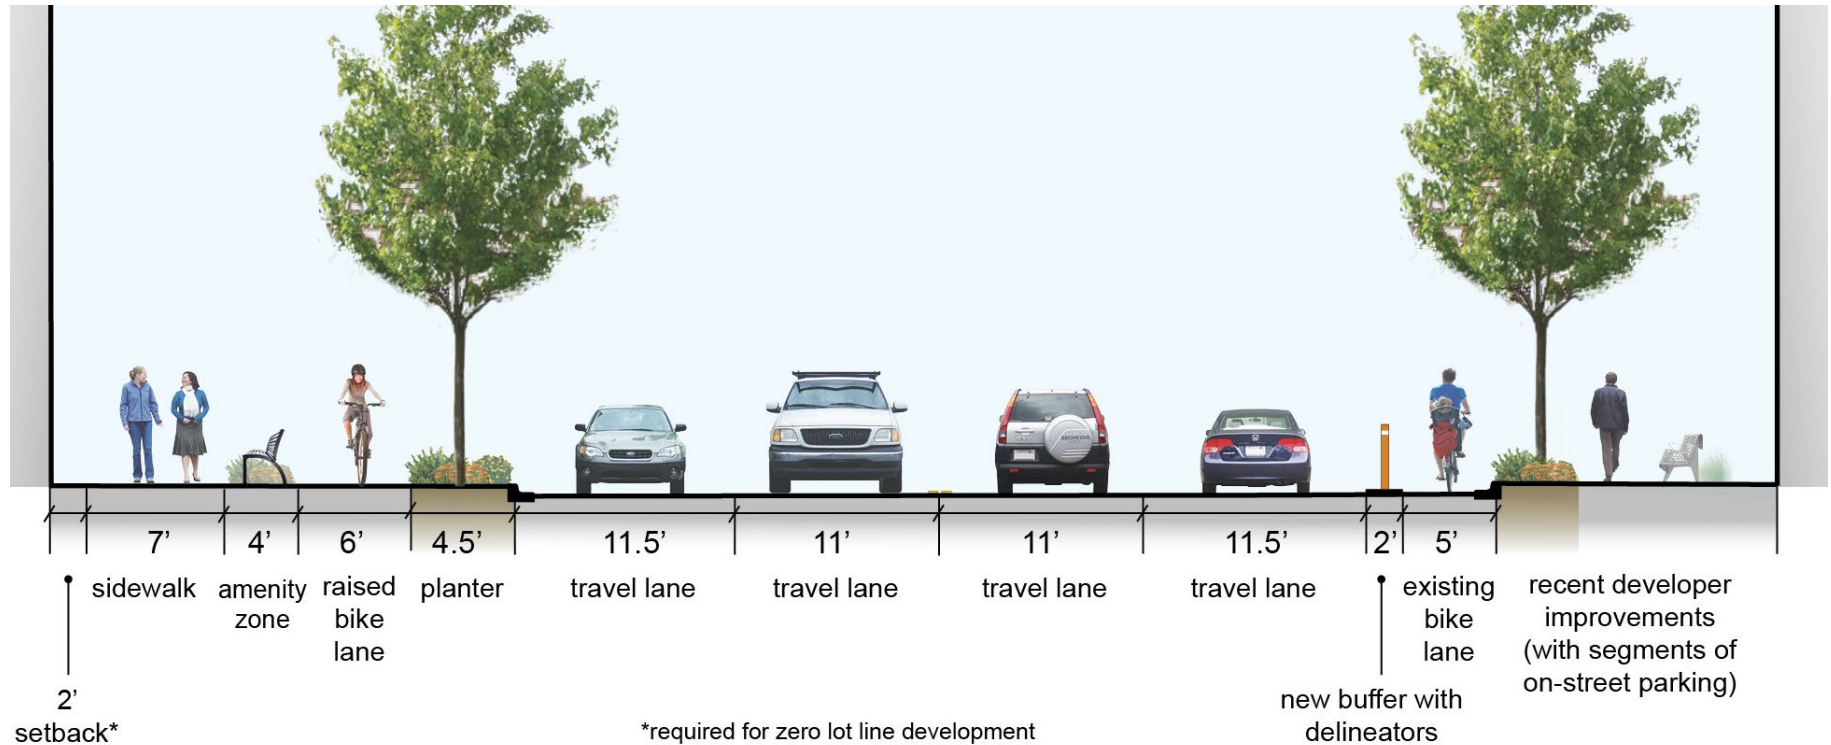 7’
4’
6’
4.5’
11.5’
11’
11’
11.5’
2’
5’
sidewalk
amenity
zone
raised
bike
lane
planter
travel lane
travel lane
travel lane
travel lane
existing
bike
lane
recent developer
improvements
(with segments of
on-street parking)
2’
setback*
new buffer with
delineators
*required for zero lot line development
HONDA